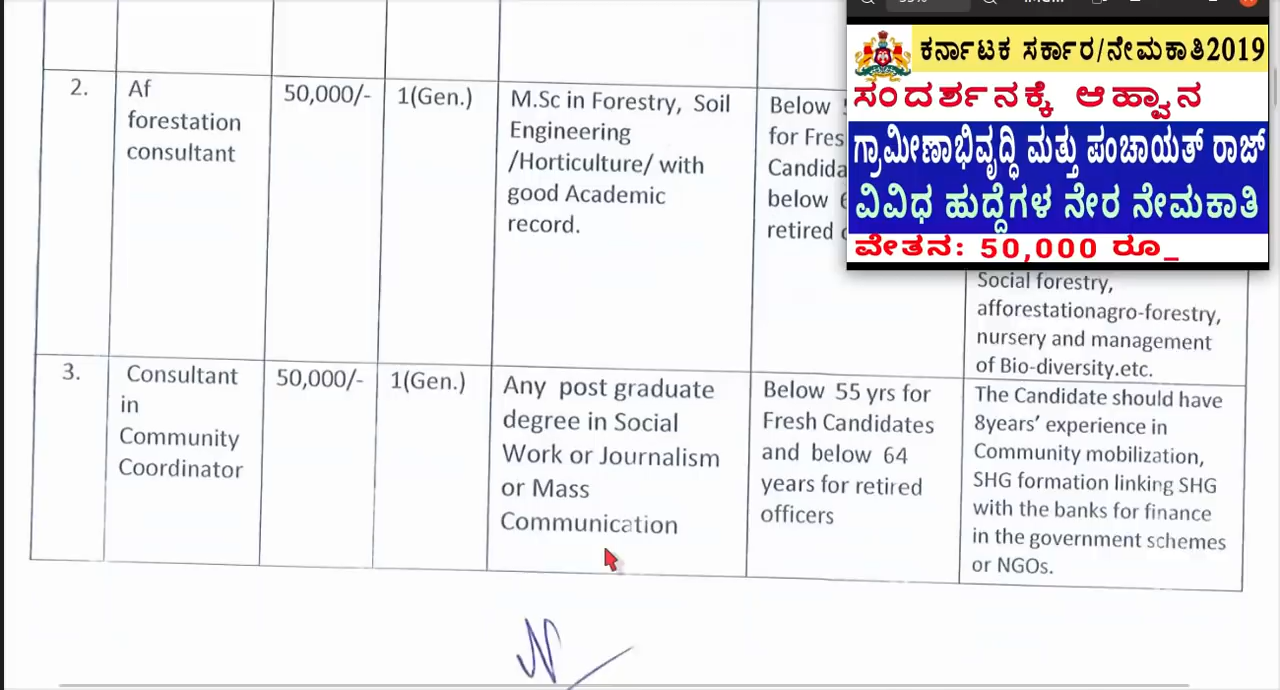 2.
Af
forestation
consultant
50,000/-
1(Gen.)
M.Sc in Forestry, Soil
Engineering
/Horticulture/ with
good Academic
record.
Below
for Fres
Candida
below
retired
Social forestry,
afforestationagro-forestry,
nursery and management
of Bio-diversity.etc.
3.
Consultant
in
Community
Coordinator
50,000/-
1(Gen.)
Any post graduate
degree in Social
Work or Journalism
or Mass
Communication
Below 55 yrs for
Fresh Candidates
and below 64
years for retired
officers
The Candidate should have
8years' experience in
Community mobilization,
SHG formation linking SHG
with the banks for finance
in the government schemes
or NGOs.
ಕರ್ನಾಟಕ ಸರ್ಕಾರ/ನೇಮಕಾತಿ2019
ಸಂದರ್ಶನಕ್ಕೆ ಆಹ್ವಾನ
ಗ್ರಾಮೀಣಾಭಿವೃದ್ಧಿ ಮತ್ತು ಪಂಚಾಯತ್ ರಾಜ್
ವಿವಿಧ ಹುದ್ದೆಗಳ ನೇರ ನೇಮಕಾತಿ
ವೇತನ: 50,000 ರೂ_